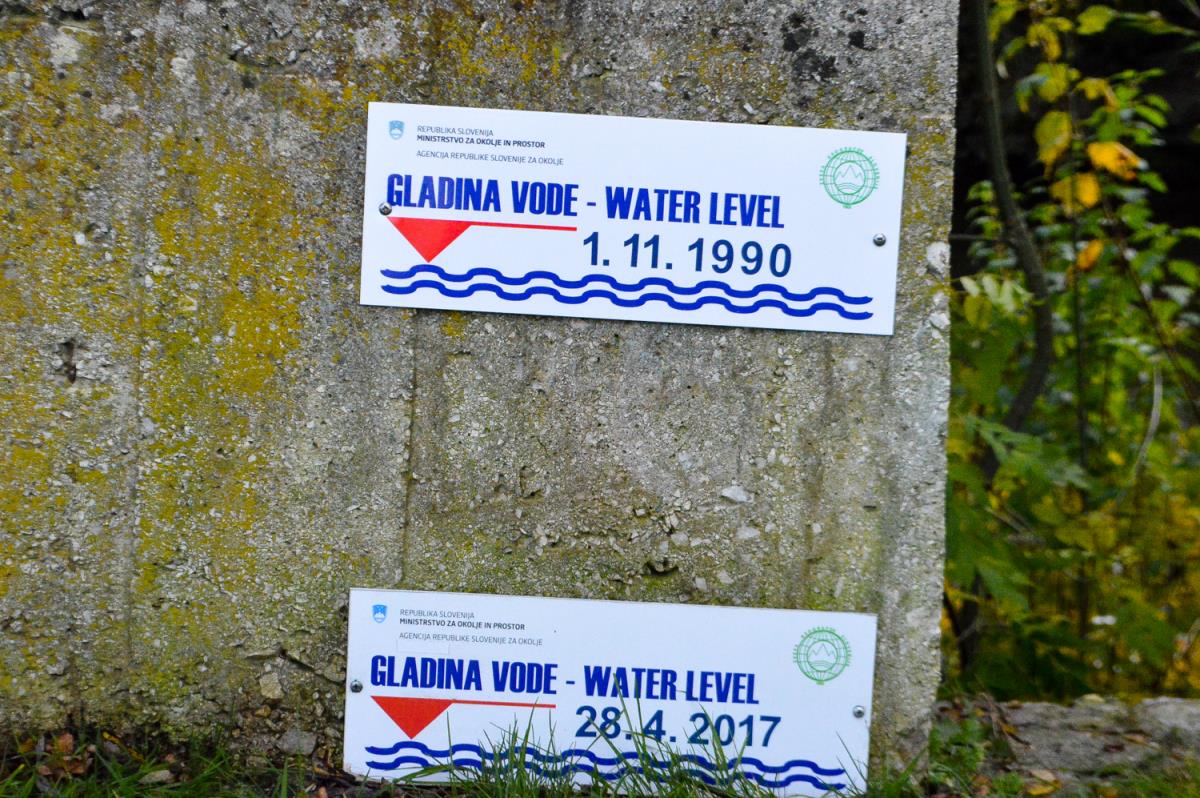 REPUBLIKA SLOVENIJA
MINISTRSTVO ZA OKOLJE IN PROSTOR
AGENCIJA REPUBLIKE SLOVENIJE ZA OKOLJE
GLADINA VODE - WATER LEVEL
1. 11. 1990
REPUBLIKA SLOVENIJA
MINISTRSTVO ZA OKOLJE IN PROSTOR
AGENCIJA REPUBLIKE SLOVENIJE ZA OKOLJE
GLADINA VODE - WATER LEVEL
28. 4. 2017